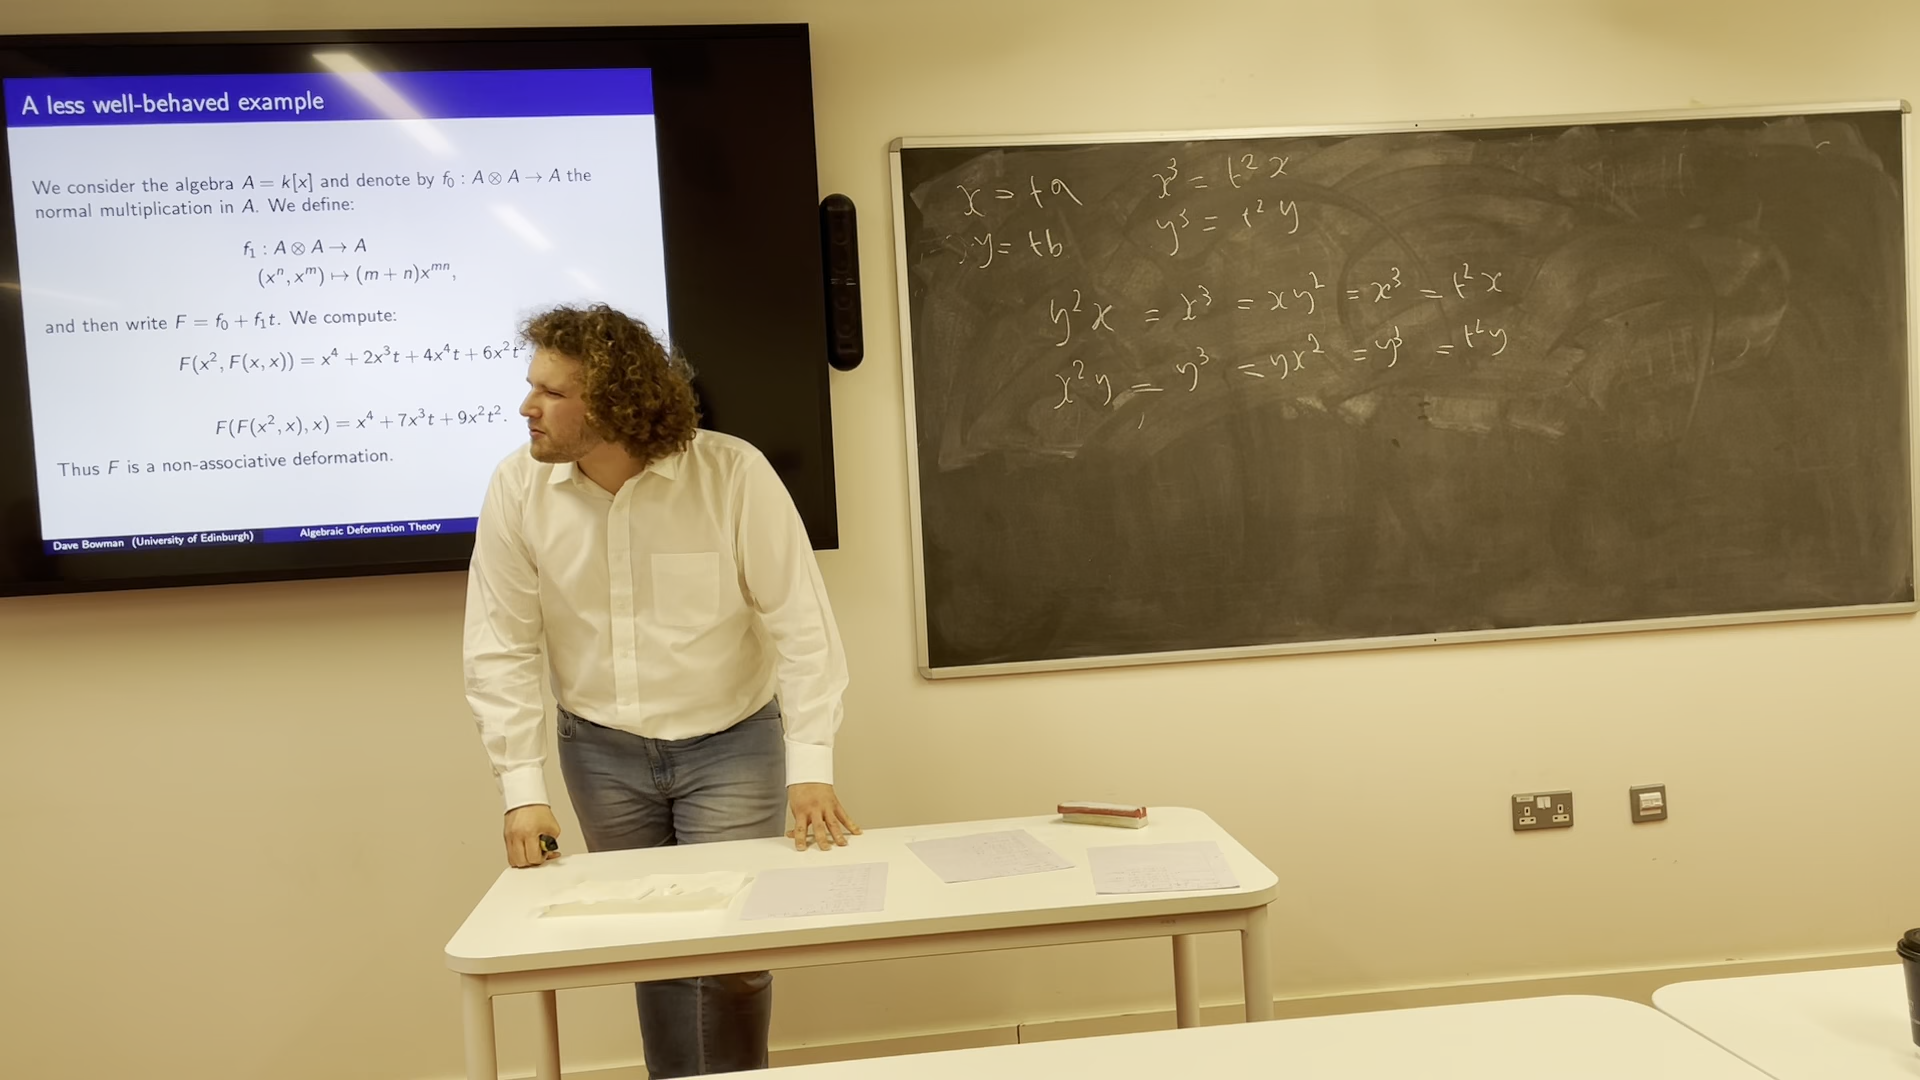 A less well-behaved example
We consider the algebra A = k[x] and denote by f₀ : A ⊗ A → A the
normal multiplication in A. We define:
f₁ : A ⊗ A → A
(xⁿ, xᵐ) ↦ (m + n)xᵐⁿ,
and then write F = f₀ + f₁t. We compute:
F(x², F(x, x)) = x⁴ + 2x³t + 4x⁴t + 6x²t²
F(F(x², x), x) = x⁴ + 7x³t + 9x²t².
Thus F is a non-associative deformation.
Dave Bowman (University of Edinburgh) Algebraic Deformation Theory
x = ta x³ = t²x
y = tb y³ = t²y
y²x = x³ = xy² = x³ = t²x
x²y = y³ = yx² = y³ = t²y